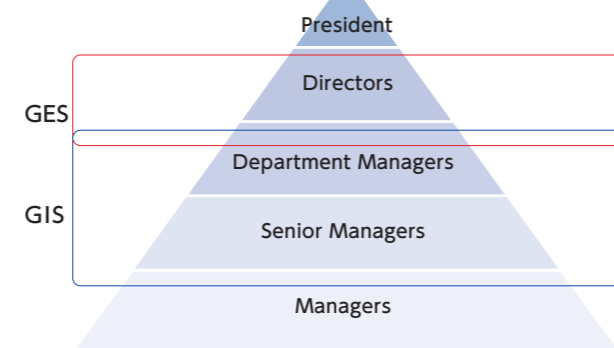 President
Directors
GES
Department Managers
GIS
Senior Managers
Managers